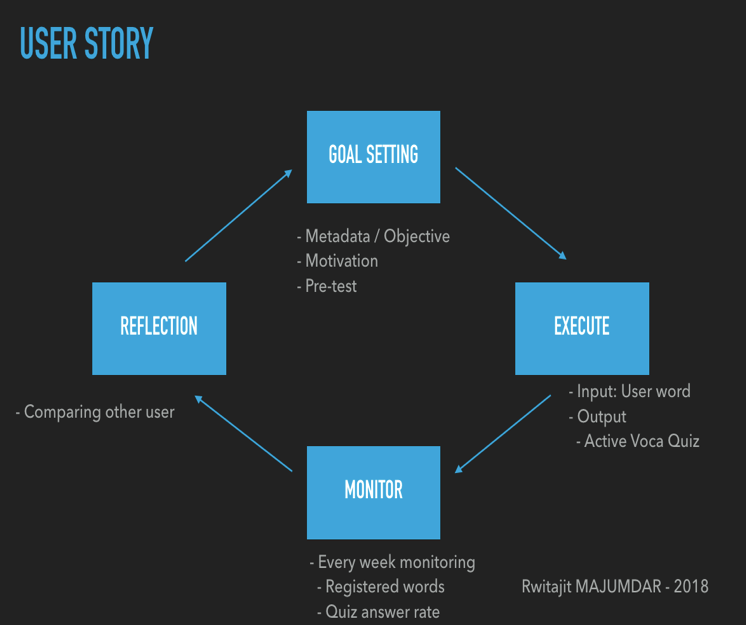 USER STORY
GOAL SETTING
- Metadata / Objective
- Motivation
- Pre-test
REFLECTION
EXECUTE
- Comparing other user
- Input: User word
- Output
- Active Voca Quiz
MONITOR
- Every week monitoring
- Registered words
- Quiz answer rate
Rwitajit MAJUMDAR - 2018